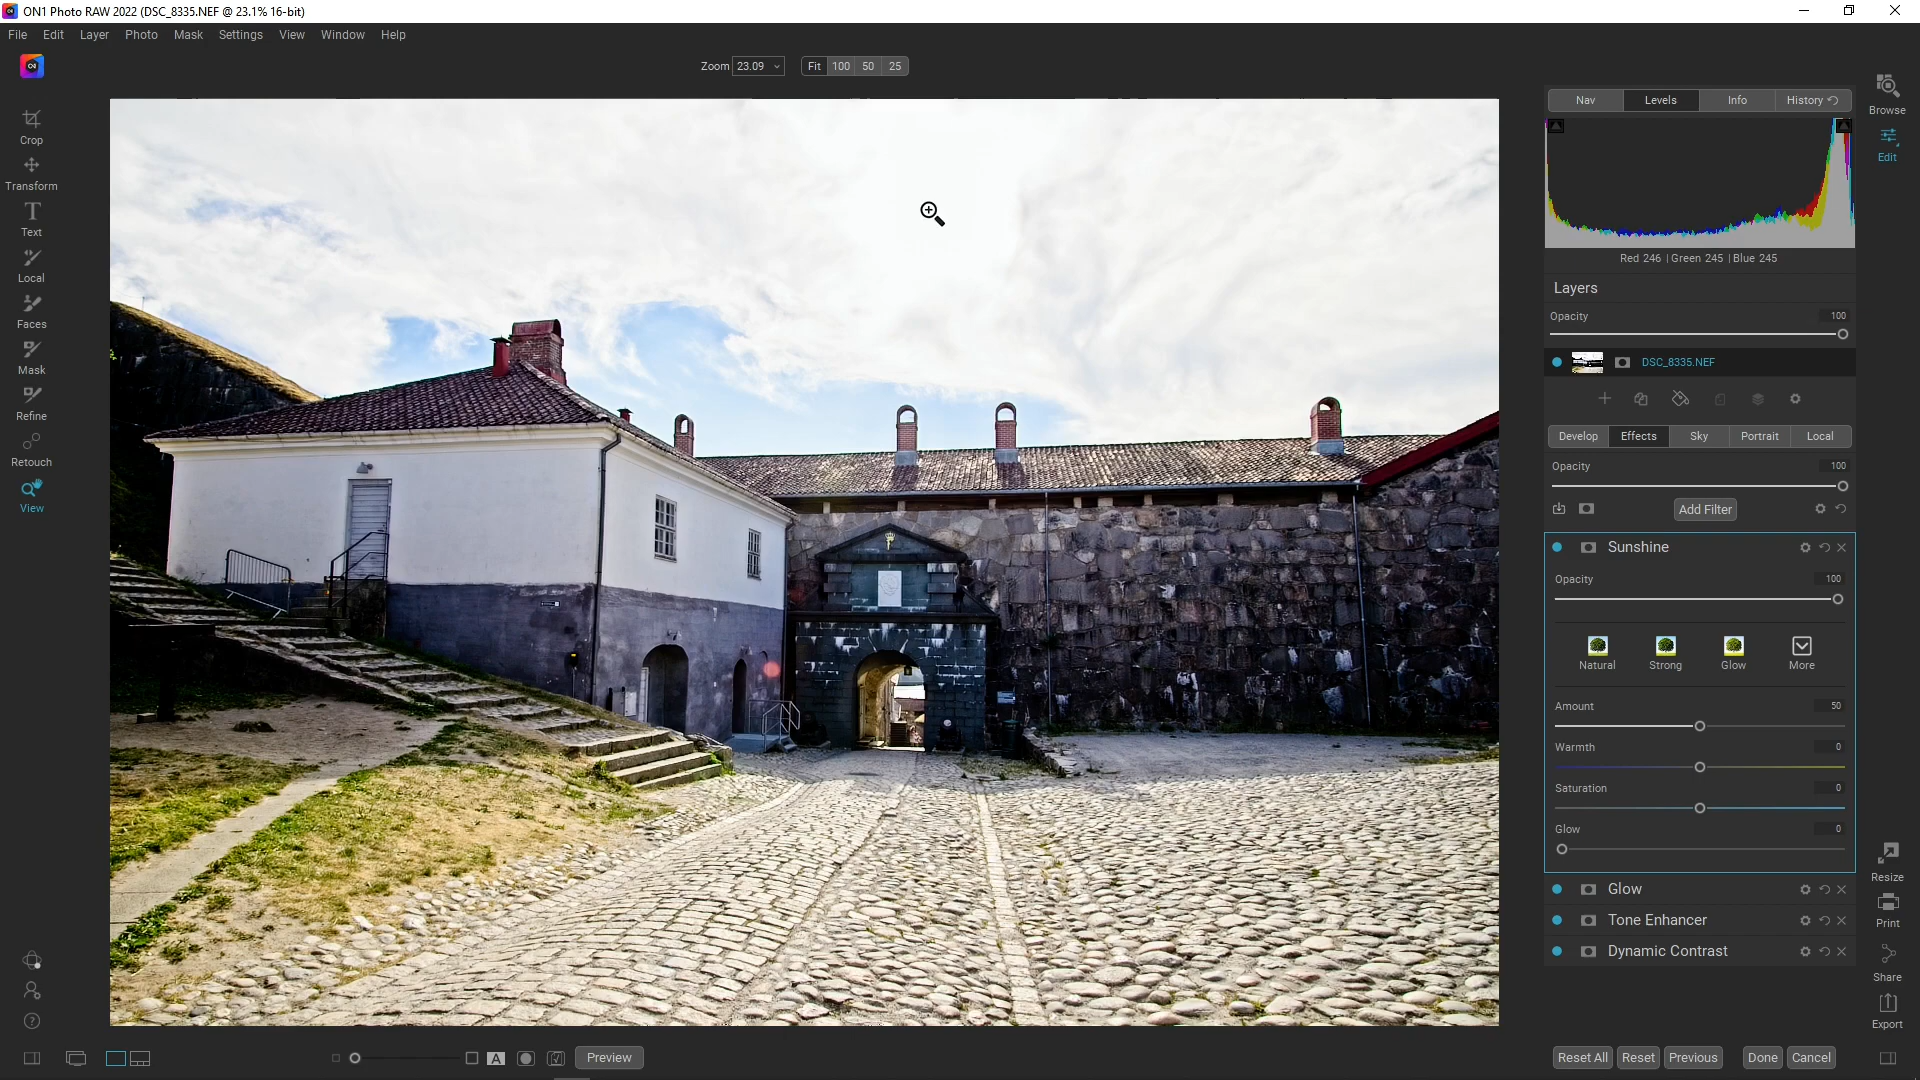 ON1 Photo RAW 2022 (DSC_8335.NEF @ 23.1% 16-bit)
File Edit Layer Photo Mask Settings View Window Help
Zoom 23.09 Fit 100 50 25
Crop
Transform
Text
Local
Faces
Mask
Refine
Retouch
View
Nav Levels Info History
Red 246 | Green 245 | Blue 245
Layers
Opacity 100
DSC_8335.NEF
Develop Effects Sky Portrait Local
Opacity 100
Add Filter
Sunshine
Opacity 100
Natural Strong Glow More
Amount 50
Warmth 0
Saturation 0
Glow 0
Glow
Tone Enhancer
Dynamic Contrast
Browse
Edit
Resize
Print
Share
Export
A Preview
Reset All Reset Previous Done Cancel